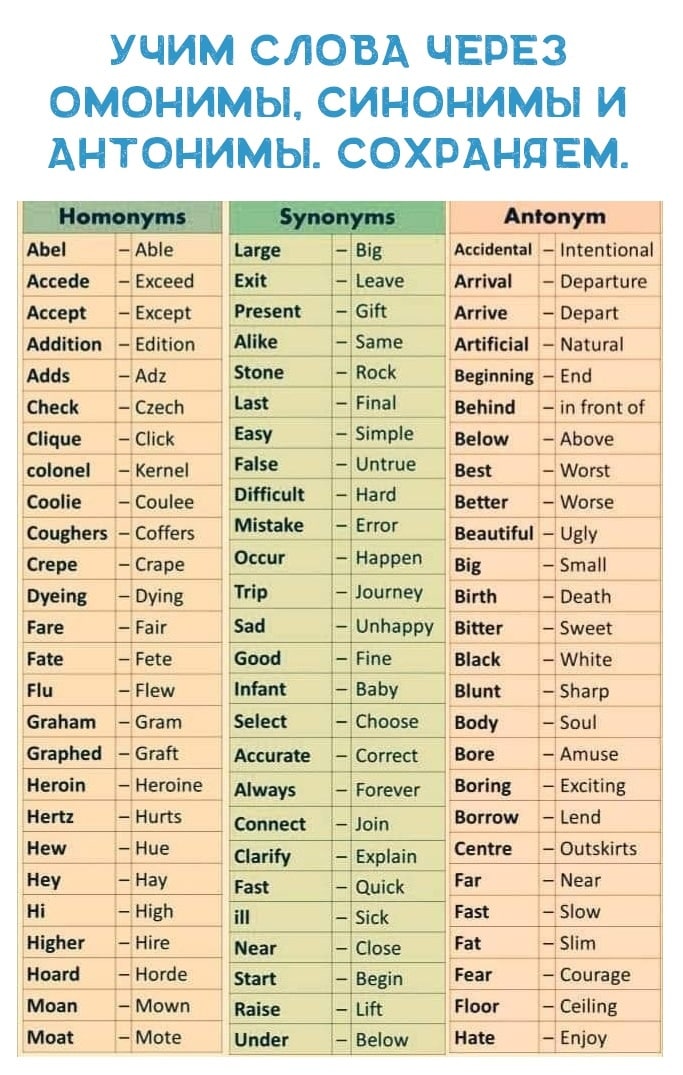 УЧИМ СЛОВА ЧЕРЕЗ
ОМОНИМЫ, СИНОНИМЫ И
АНТОНИМЫ. СОХРАНЯЕМ.
Homonyms
Abel – Able
Accede – Exceed
Accept – Except
Addition – Edition
Adds – Adz
Check – Czech
Clique – Click
colonel – Kernel
Coolie – Coulee
Coughers – Coffers
Crepe – Crape
Dyeing – Dying
Fare – Fair
Fate – Fete
Flu – Flew
Graham – Gram
Graphed – Graft
Heroin – Heroine
Hertz – Hurts
Hew – Hue
Hey – Hay
Hi – High
Higher – Hire
Hoard – Horde
Moan – Mown
Moat – Mote
Synonyms
Large – Big
Exit – Leave
Present – Gift
Alike – Same
Stone – Rock
Last – Final
Easy – Simple
False – Untrue
Difficult – Hard
Mistake – Error
Occur – Happen
Trip – Journey
Sad – Unhappy
Good – Fine
Infant – Baby
Select – Choose
Accurate – Correct
Always – Forever
Connect – Join
Clarify – Explain
Fast – Quick
ill – Sick
Near – Close
Start – Begin
Raise – Lift
Under – Below
Antonym
Accidental – Intentional
Arrival – Departure
Arrive – Depart
Artificial – Natural
Beginning – End
Behind – in front of
Below – Above
Best – Worst
Better – Worse
Beautiful – Ugly
Big – Small
Birth – Death
Bitter – Sweet
Black – White
Blunt – Sharp
Body – Soul
Bore – Amuse
Boring – Exciting
Borrow – Lend
Centre – Outskirts
Far – Near
Fast – Slow
Fat – Slim
Fear – Courage
Floor – Ceiling
Hate – Enjoy